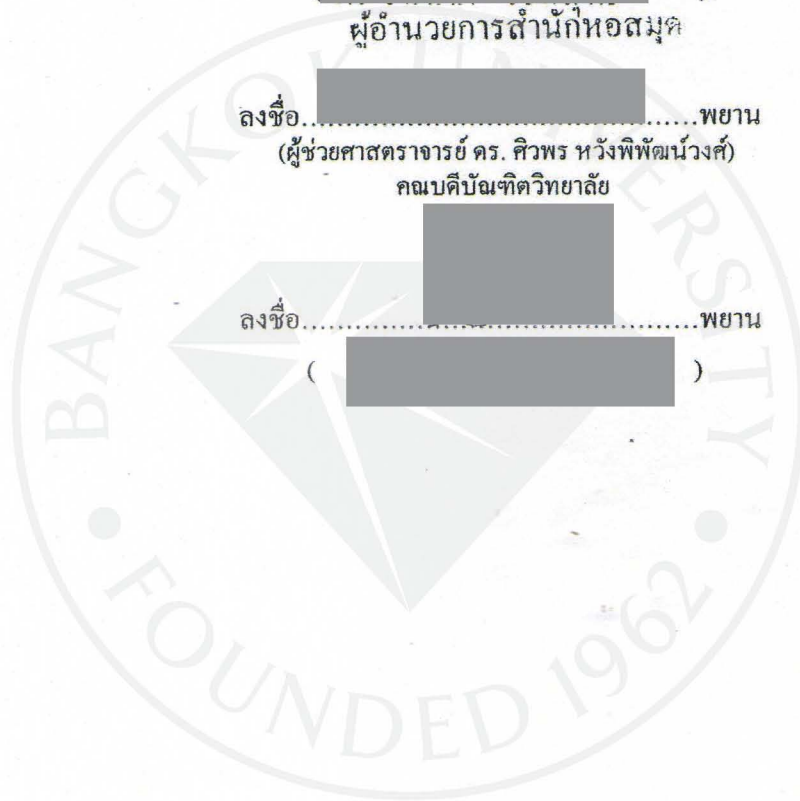 ผู้อำนวยการสำนักหอสมุด
ลงชื่อ...............................................พยาน
(ผู้ช่วยศาสตราจารย์ ดร. ศิวพร หวังพิพัฒน์วงศ์)
คณบดีบัณฑิตวิทยาลัย
ลงชื่อ...............................................พยาน
( )
BANGKOK UNIVERSITY
FOUNDED 1962